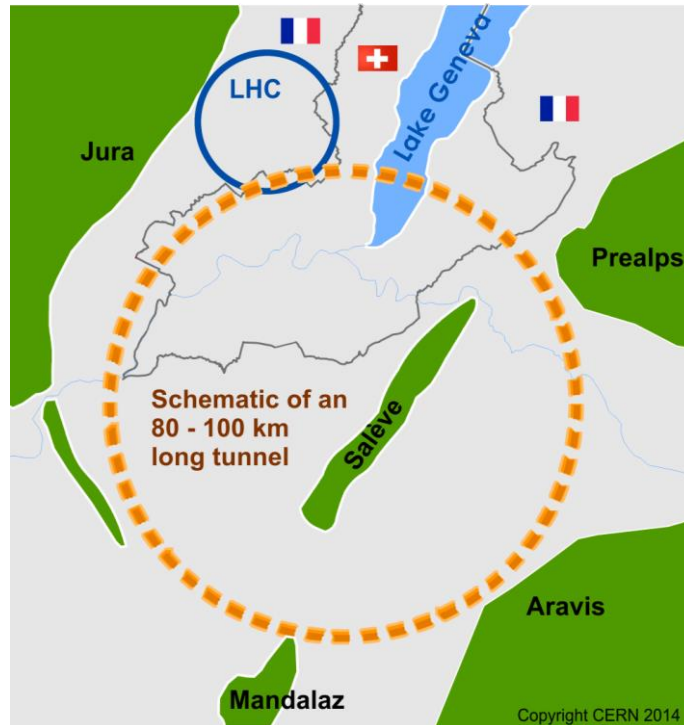 LHC
Lake Geneva
Jura
Prealps
Schematic of an
80 - 100 km
long tunnel
Salève
Aravis
Mandalaz
Copyright CERN 2014